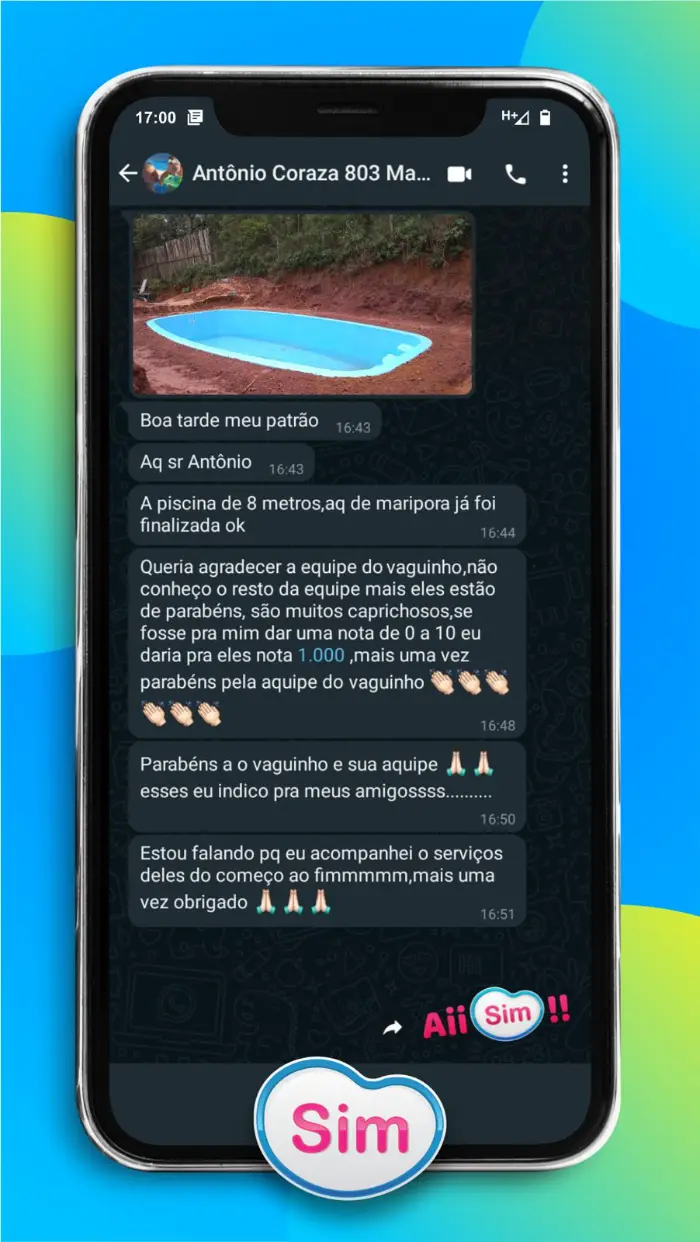 17:00
H+
Antônio Coraza 803 Ma...
Boa tarde meu patrão 16:43
Aq sr Antônio 16:43
A piscina de 8 metros,aq de maripora já foi
finalizada ok
16:44
Queria agradecer a equipe do vaguinho,não
conheço o resto da equipe mais eles estão
de parabéns, são muitos caprichosos,se
fosse pra mim dar uma nota de 0 a 10 eu
daria pra eles nota 1.000 ,mais uma vez
parabéns pela aquipe do vaguinho 👏🏻👏🏻👏🏻
👏🏻👏🏻👏🏻
16:48
Parabéns a o vaguinho e sua aquipe 🙏🏻🙏🏻
esses eu indico pra meus amigossss..........
16:50
Estou falando pq eu acompanhei o serviços
deles do começo ao fimmmmm,mais uma
vez obrigado 🙏🏻🙏🏻🙏🏻
16:51
Aii Sim !!
Sim